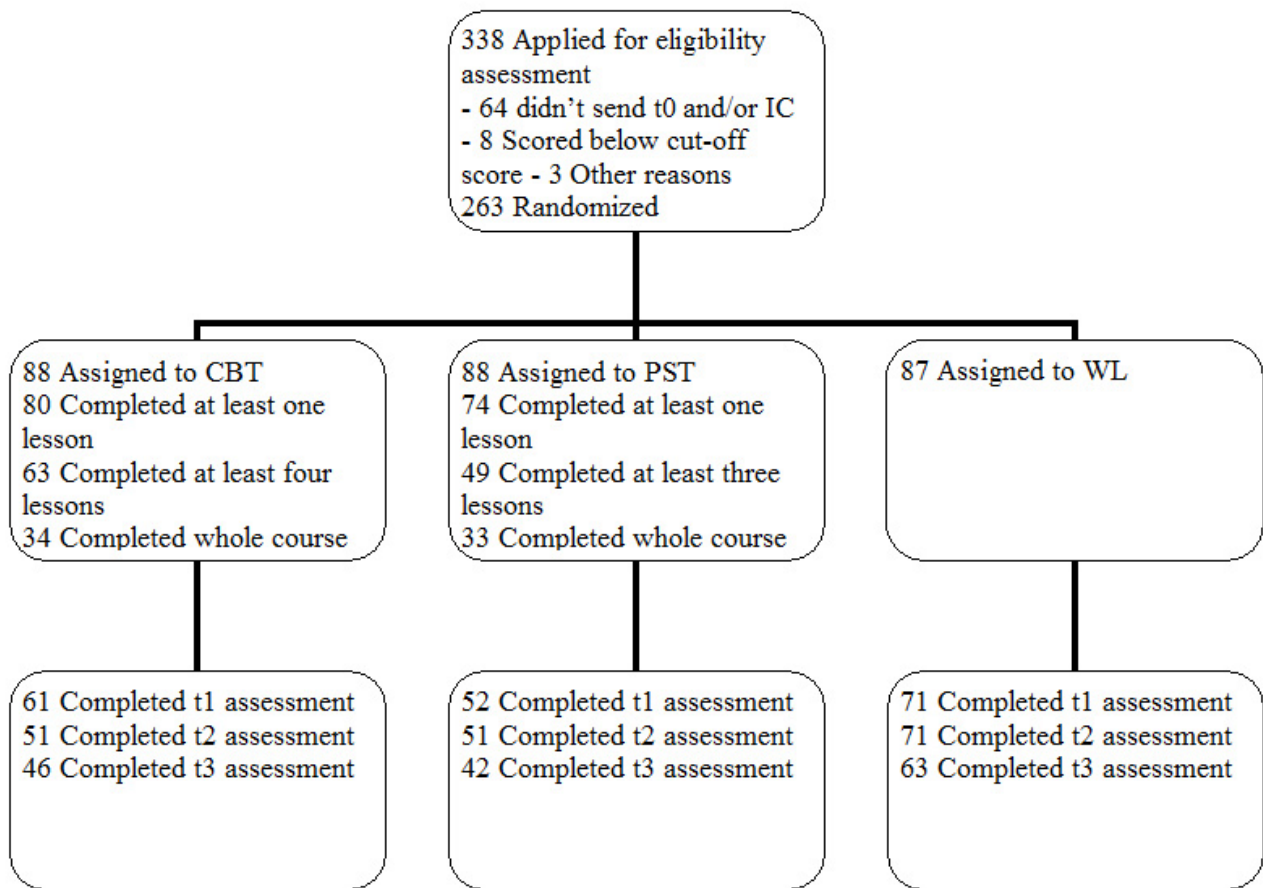 338 Applied for eligibility
assessment
- 64 didn't send t0 and/or IC
- 8 Scored below cut-off
score - 3 Other reasons
263 Randomized
88 Assigned to CBT
80 Completed at least one
lesson
63 Completed at least four
lessons
34 Completed whole course
88 Assigned to PST
74 Completed at least one
lesson
49 Completed at least three
lessons
33 Completed whole course
87 Assigned to WL
61 Completed t1 assessment
51 Completed t2 assessment
46 Completed t3 assessment
52 Completed t1 assessment
51 Completed t2 assessment
42 Completed t3 assessment
71 Completed t1 assessment
71 Completed t2 assessment
63 Completed t3 assessment